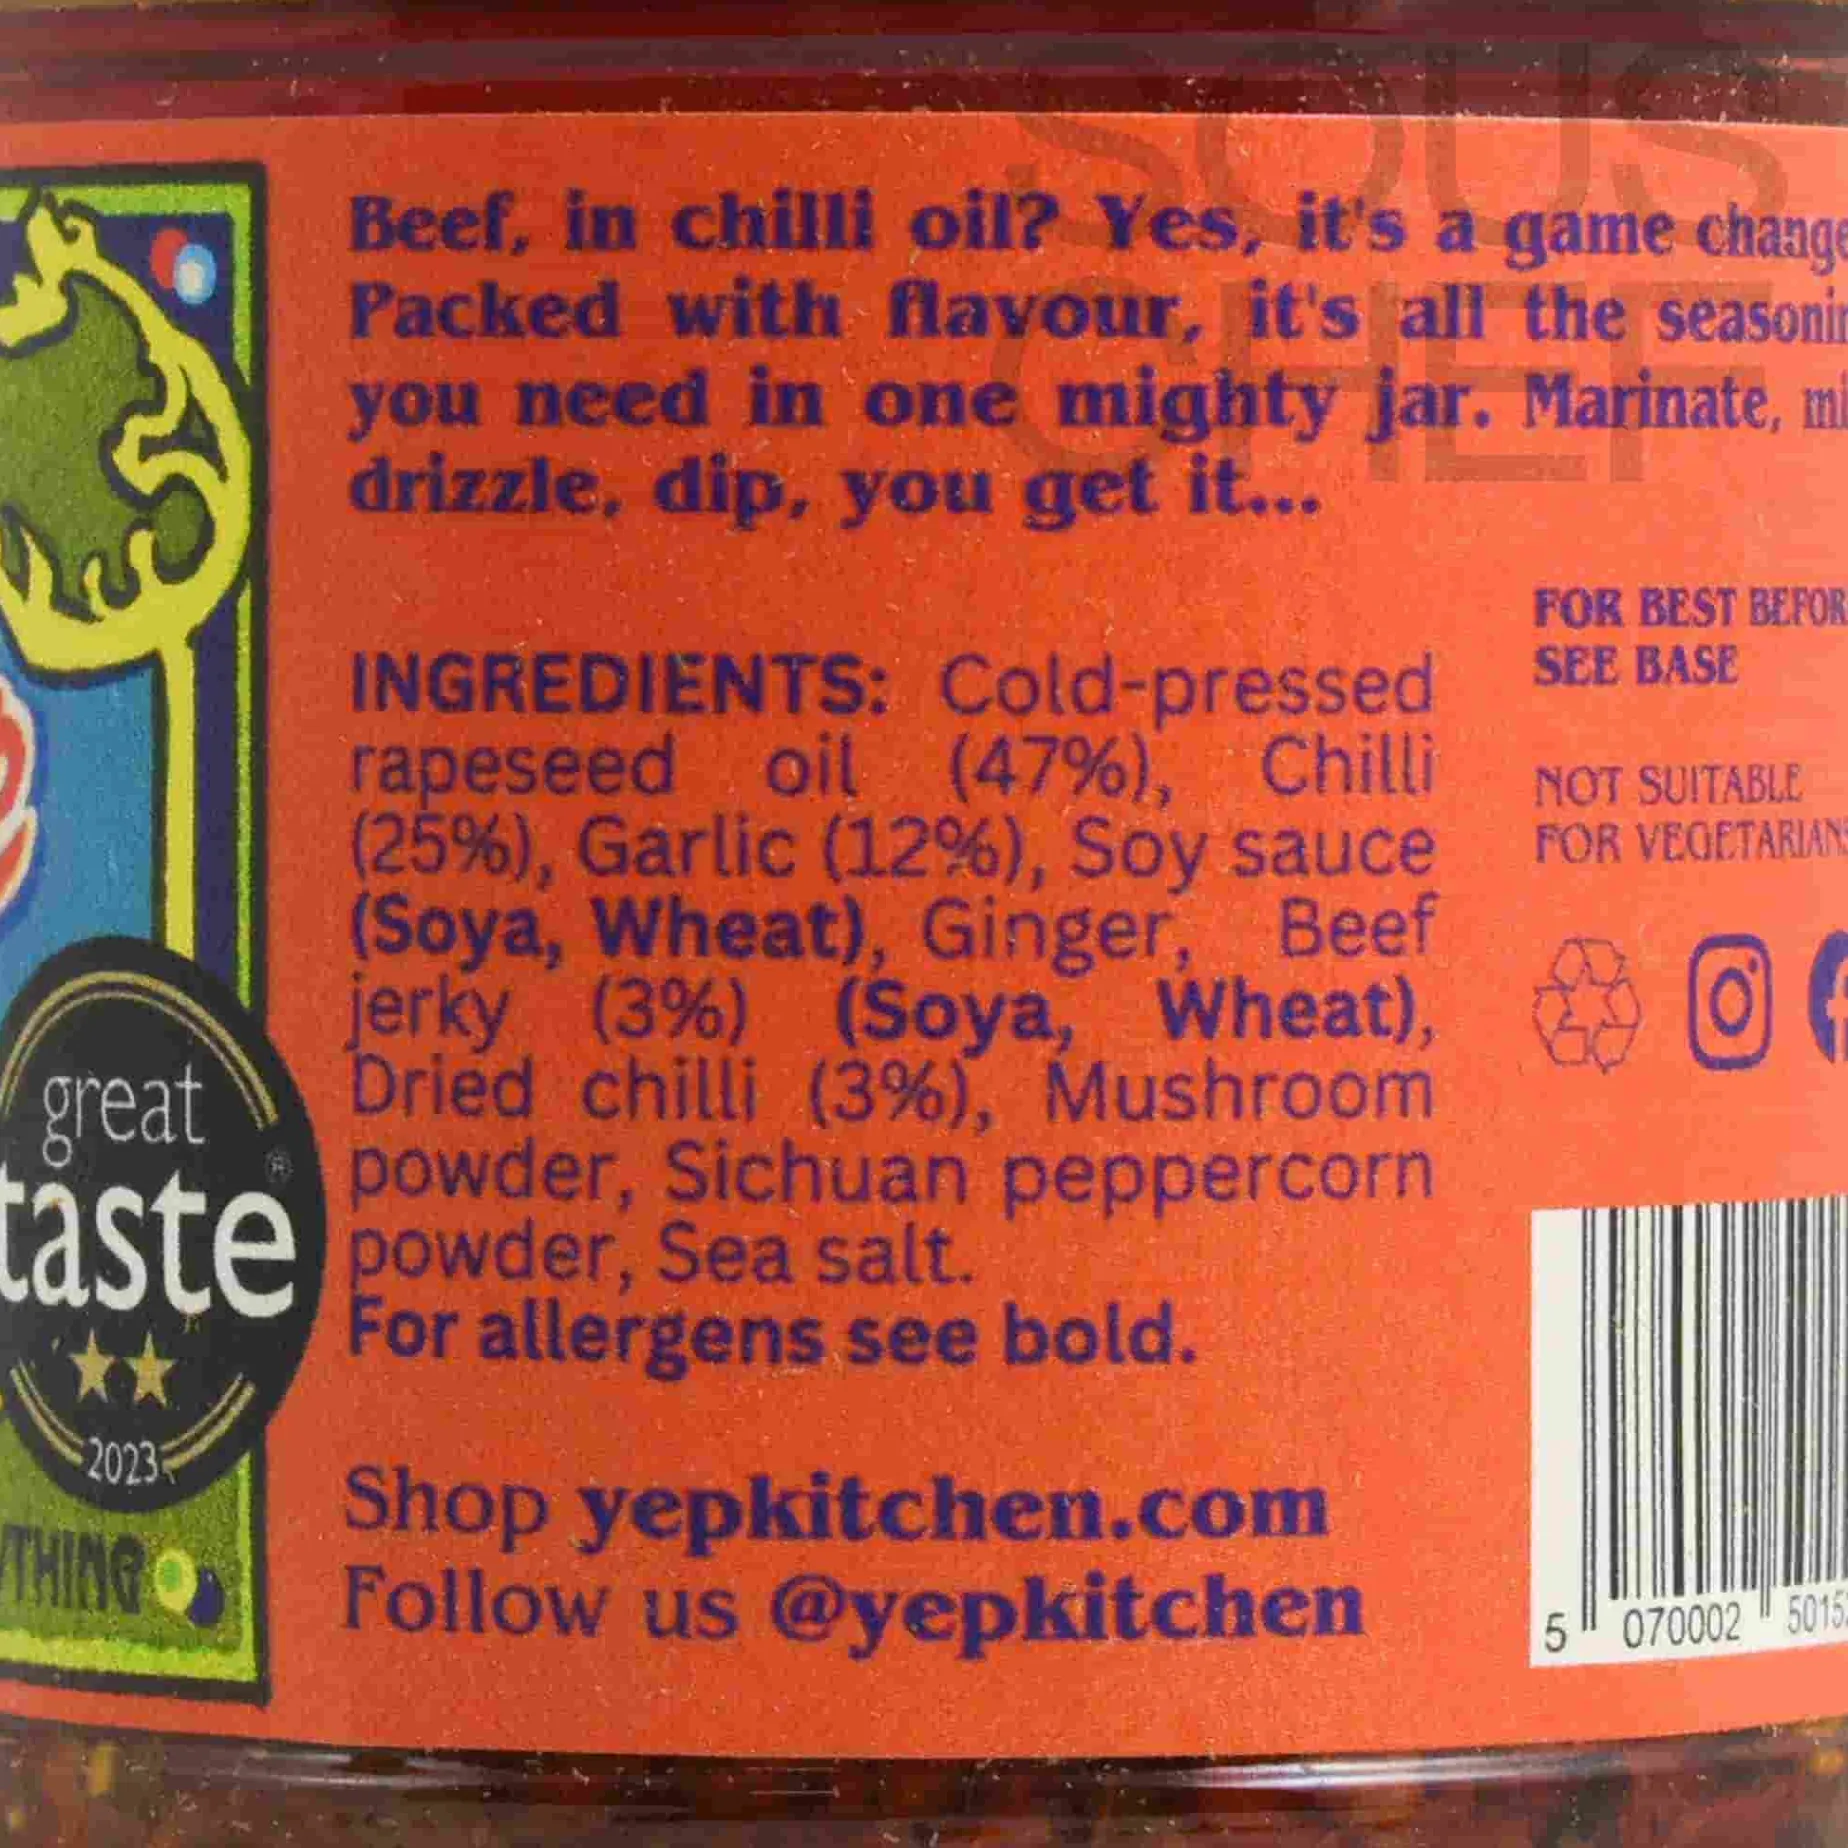 SOUS
CHEF
Beef, in chilli oil? Yes, it's a game change
Packed with flavour, it's all the seasonin
you need in one mighty jar. Marinate, mi
drizzle, dip, you get it...
INGREDIENTS: Cold-pressed
rapeseed oil (47%), Chilli
(25%), Garlic (12%), Soy sauce
(Soya, Wheat), Ginger, Beef
jerky (3%) (Soya, Wheat),
Dried chilli (3%), Mushroom
powder, Sichuan peppercorn
powder, Sea salt.
For allergens see bold.
Shop yepkitchen.com
Follow us @yepkitchen
FOR BEST BEFOR
SEE BASE
NOT SUITABLE
FOR VEGETARIANS
5 070002 5015
great
taste
®
2023
YTHING